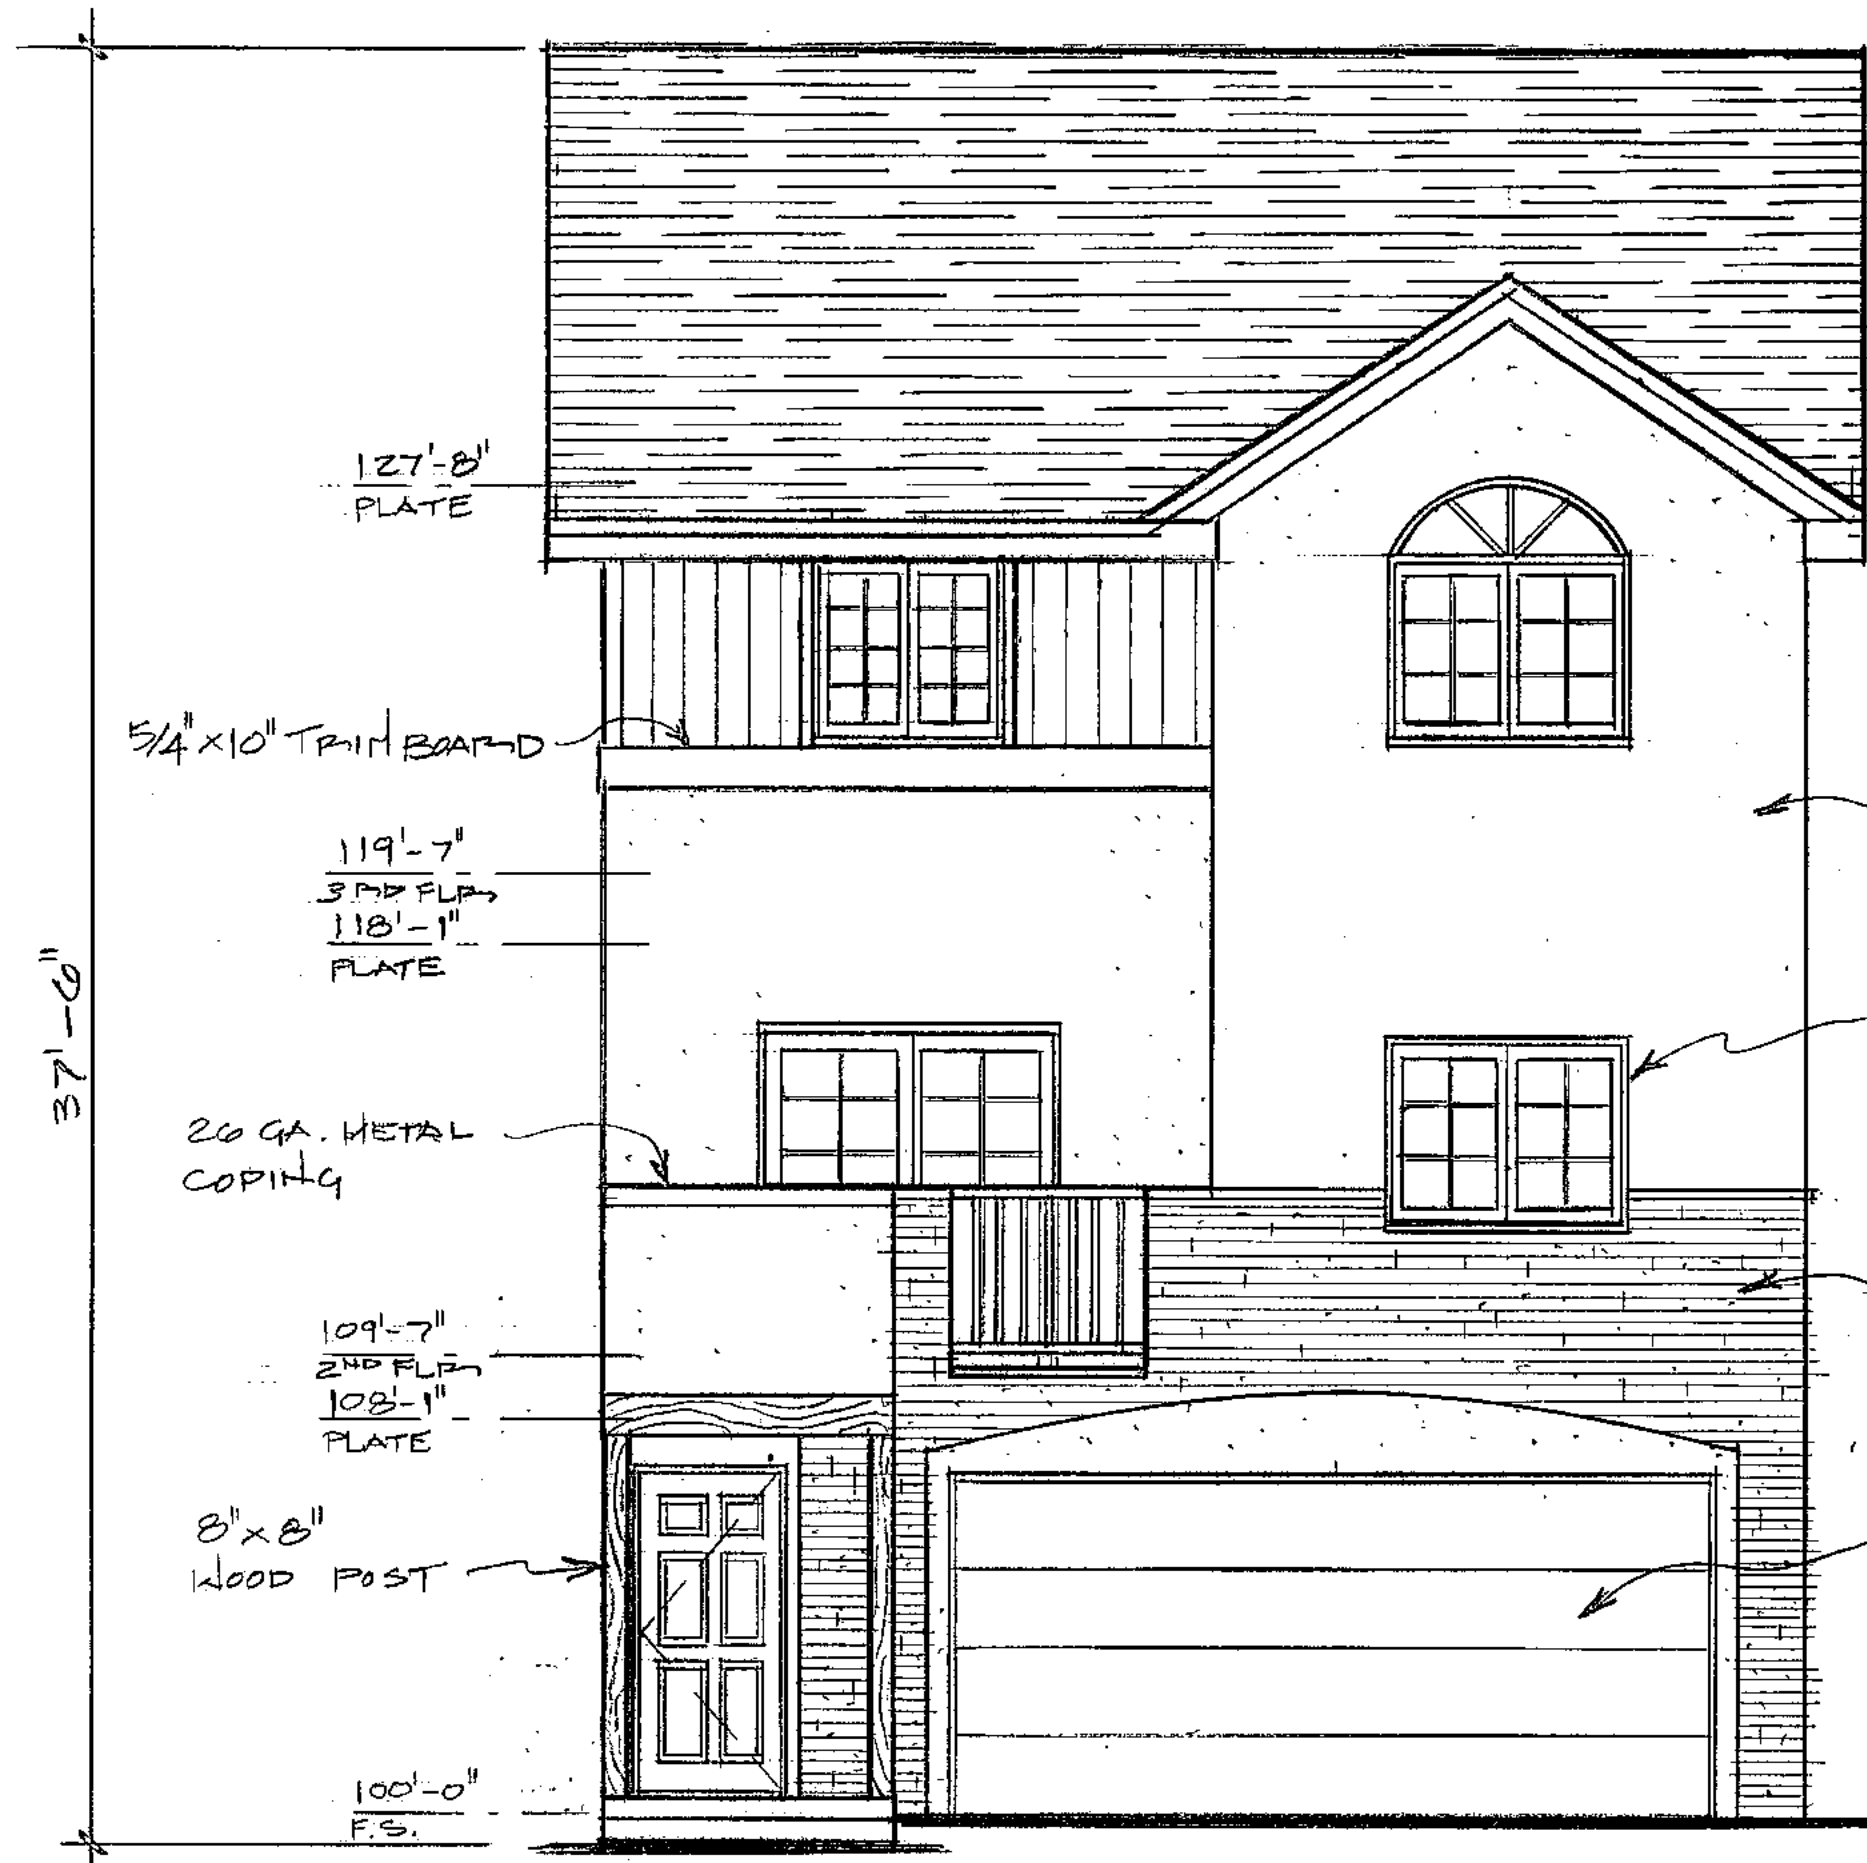 127'-8"
PLATE
5/4"x10" TRIM BOARD
119'-7"
3RD FLR
118'-1"
PLATE
37'-6"
26 GA. METAL
COPING
109'-7"
2ND FLR
108'-1"
PLATE
8"x8"
WOOD POST
100'-0"
F.S.